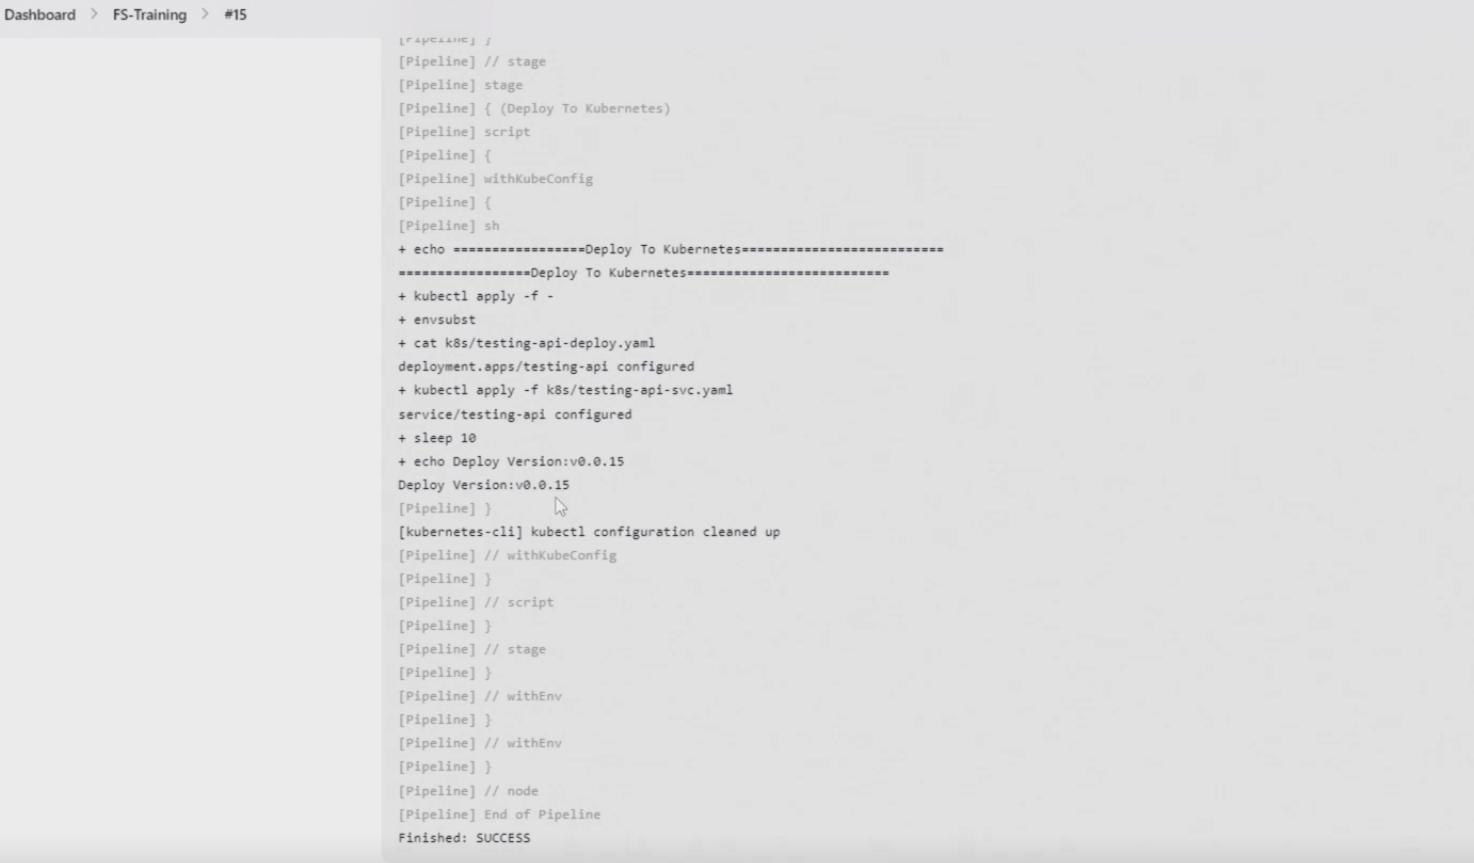 Dashboard > FS-Training > #15
[Pipeline] }
[Pipeline] // stage
[Pipeline] stage
[Pipeline] { (Deploy To Kubernetes)
[Pipeline] script
[Pipeline] {
[Pipeline] withKubeConfig
[Pipeline] {
[Pipeline] sh
+ echo =================Deploy To Kubernetes==========================
=================Deploy To Kubernetes==========================
+ kubectl apply -f -
+ envsubst
+ cat k8s/testing-api-deploy.yaml
deployment.apps/testing-api configured
+ kubectl apply -f k8s/testing-api-svc.yaml
service/testing-api configured
+ sleep 10
+ echo Deploy Version:v0.0.15
Deploy Version:v0.0.15
[Pipeline] }
[kubernetes-cli] kubectl configuration cleaned up
[Pipeline] // withKubeConfig
[Pipeline] }
[Pipeline] // script
[Pipeline] }
[Pipeline] // stage
[Pipeline] }
[Pipeline] // withEnv
[Pipeline] }
[Pipeline] // withEnv
[Pipeline] }
[Pipeline] // node
[Pipeline] End of Pipeline
Finished: SUCCESS